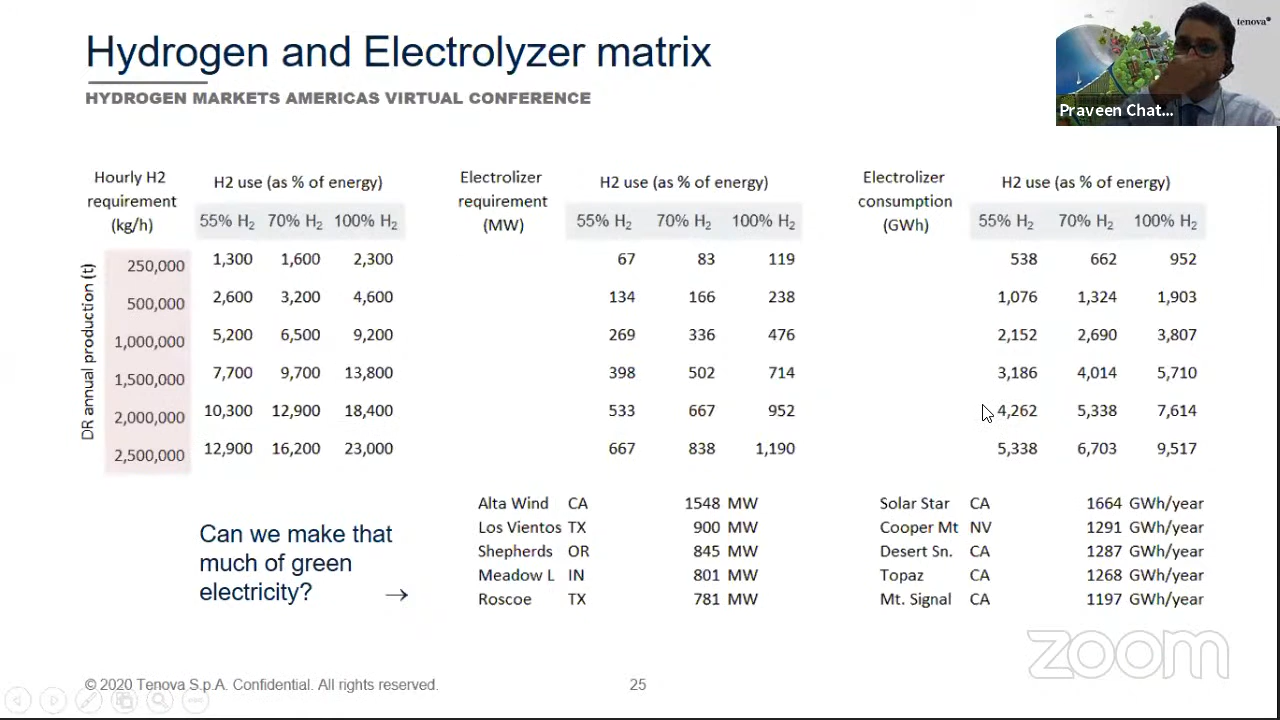 Hydrogen and Electrolyzer matrix
HYDROGEN MARKETS AMERICAS VIRTUAL CONFERENCE
tenova
Praveen Chat...
Hourly H2 requirement (kg/h)
H2 use (as % of energy)
55% H2 70% H2 100% H2
DR annual production (t)
250,000 1,300 1,600 2,300
500,000 2,600 3,200 4,600
1,000,000 5,200 6,500 9,200
1,500,000 7,700 9,700 13,800
2,000,000 10,300 12,900 18,400
2,500,000 12,900 16,200 23,000
Electrolizer requirement (MW)
H2 use (as % of energy)
55% H2 70% H2 100% H2
67 83 119
134 166 238
269 336 476
398 502 714
533 667 952
667 838 1,190
Electrolizer consumption (GWh)
H2 use (as % of energy)
55% H2 70% H2 100% H2
538 662 952
1,076 1,324 1,903
2,152 2,690 3,807
3,186 4,014 5,710
4,262 5,338 7,614
5,338 6,703 9,517
Can we make that
much of green
electricity? →
Alta Wind CA 1548 MW
Los Vientos TX 900 MW
Shepherds OR 845 MW
Meadow L IN 801 MW
Roscoe TX 781 MW
Solar Star CA 1664 GWh/year
Cooper Mt NV 1291 GWh/year
Desert Sn. CA 1287 GWh/year
Topaz CA 1268 GWh/year
Mt. Signal CA 1197 GWh/year
zoom
© 2020 Tenova S.p.A. Confidential. All rights reserved.
25